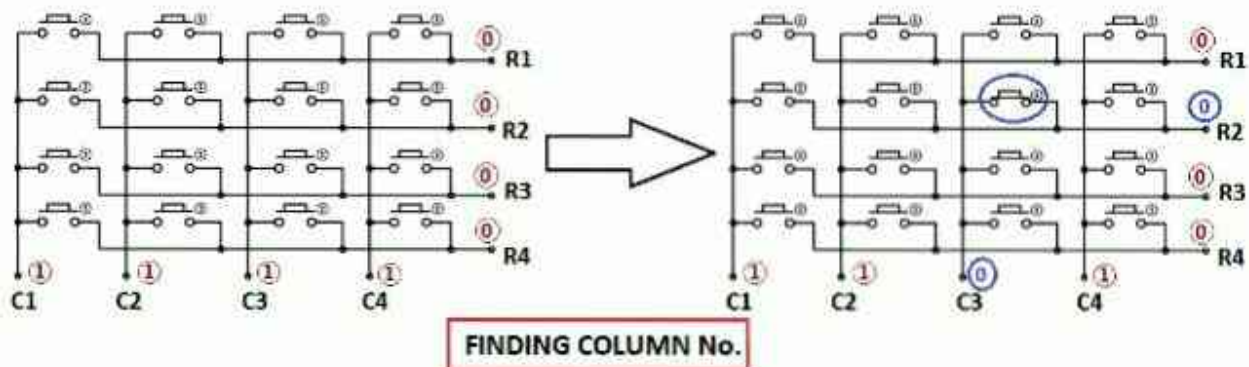 0 R1
0 R2
0 R3
0 R4
1 1 1 1
C1 C2 C3 C4
0 R1
0 R2
0 R3
0 R4
1 1 0 1
C1 C2 C3 C4
FINDING COLUMN No.